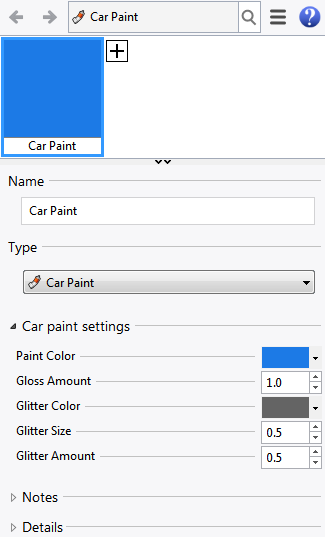 Car Paint
Car Paint
Name
Car Paint
Type
Car Paint
Car paint settings
Paint Color
Gloss Amount 1.0
Glitter Color
Glitter Size 0.5
Glitter Amount 0.5
Notes
Details